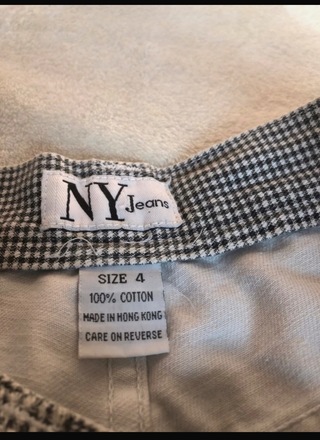 NY Jeans
SIZE 4
100% COTTON
MADE IN HONG KONG
CARE ON REVERSE